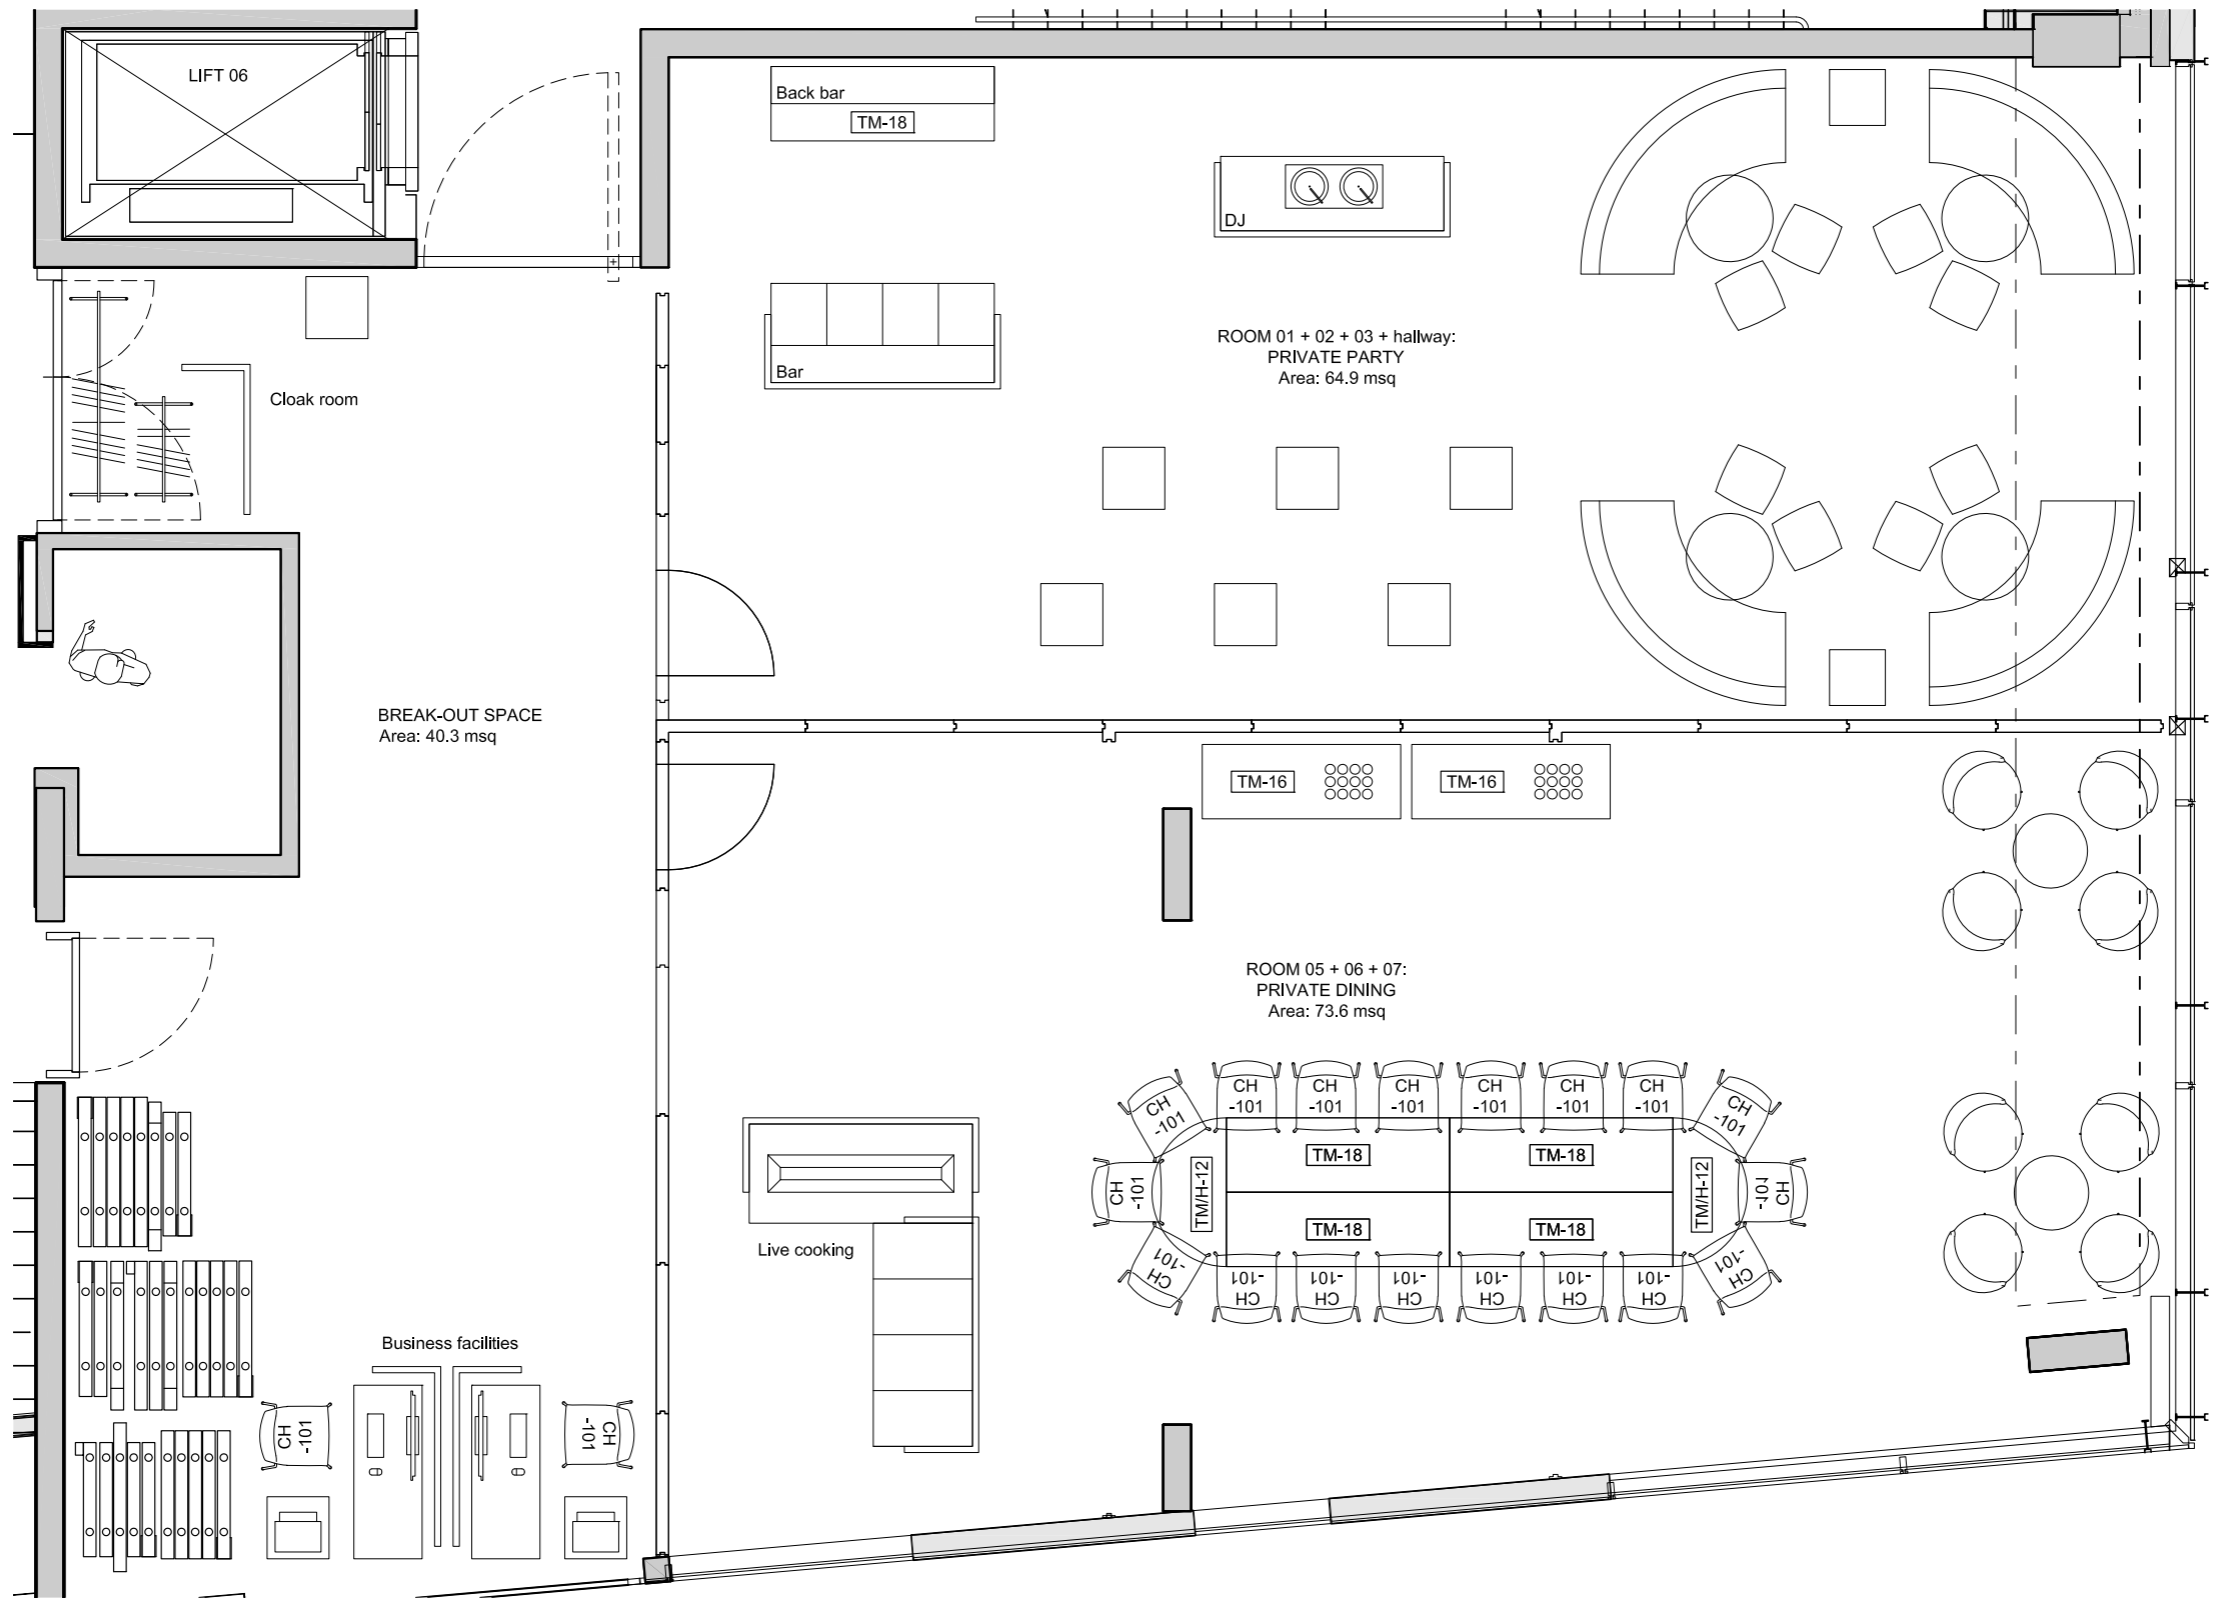 LIFT 06
Back bar
TM-18
DJ
Bar
ROOM 01 + 02 + 03 + hallway:
PRIVATE PARTY
Area: 64.9 msq
Cloak room
BREAK-OUT SPACE
Area: 40.3 msq
TM-16
TM-16
ROOM 05 + 06 + 07:
PRIVATE DINING
Area: 73.6 msq
CH
-101
CH
-101
CH
-101
CH
-101
CH
-101
CH
-101
CH
-101
CH
-101
CH
-101
TM/H-12
TM-18
TM-18
TM-18
TM-18
TM/H-12
CH
-101
CH
-101
CH
-101
CH
-101
CH
-101
CH
-101
CH
-101
CH
-101
CH
-101
Live cooking
Business facilities
CH
-101
CH
-101